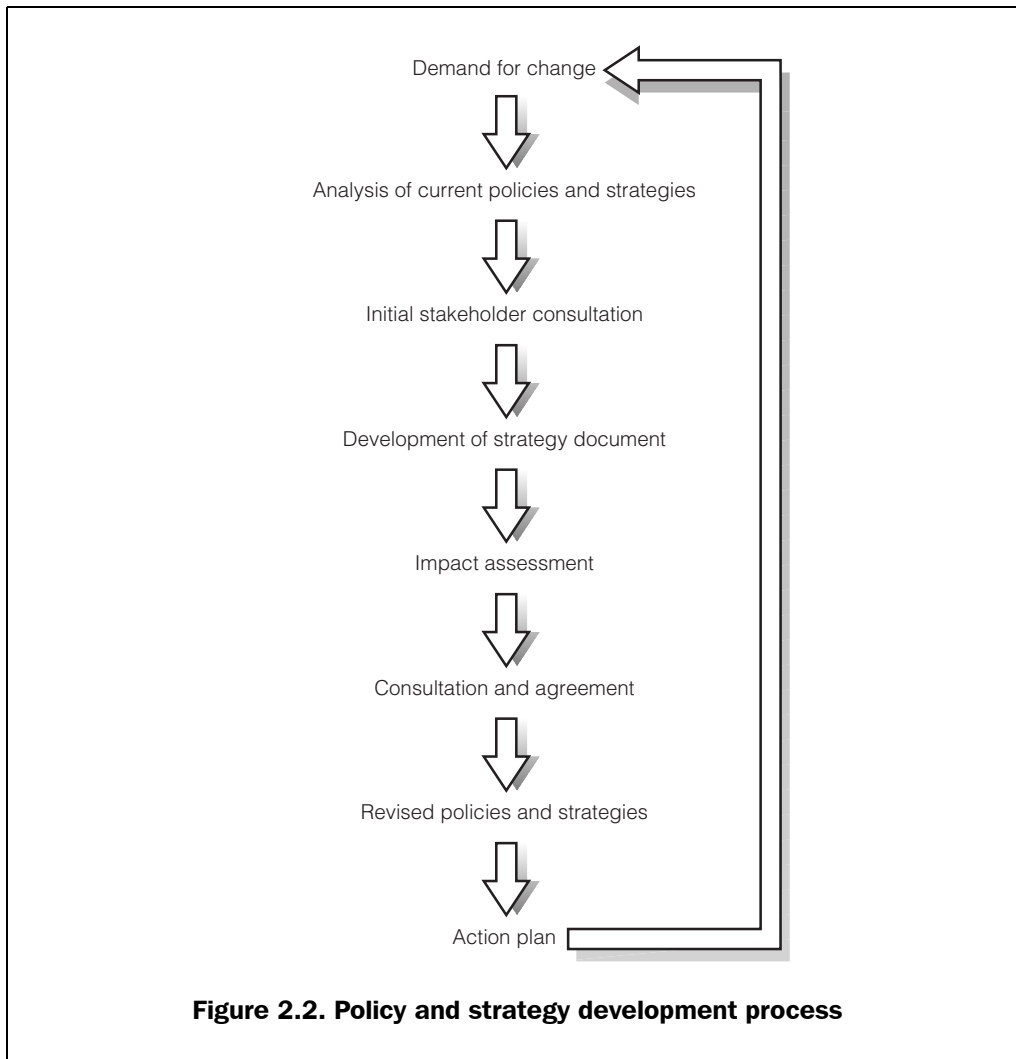 Demand for change
Analysis of current policies and strategies
Initial stakeholder consultation
Development of strategy document
Impact assessment
Consultation and agreement
Revised policies and strategies
Action plan
Figure 2.2. Policy and strategy development process